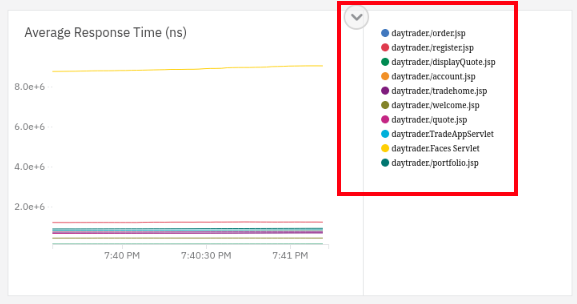 Average Response Time (ns)
8.0e+6
6.0e+6
4.0e+6
2.0e+6
7:40 PM
7:40:30 PM
7:41 PM
daytrader./order.jsp
daytrader./register.jsp
daytrader./displayQuote.jsp
daytrader./account.jsp
daytrader./tradehome.jsp
daytrader./welcome.jsp
daytrader./quote.jsp
daytrader.TradeAppServlet
daytrader.Faces Servlet
daytrader./portfolio.jsp